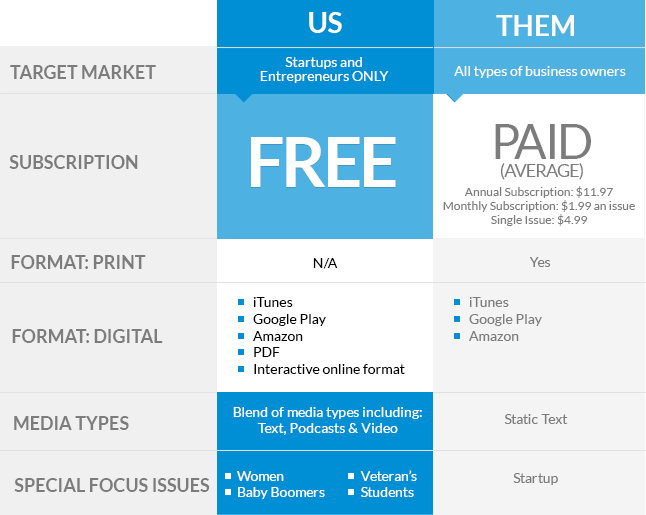 US
THEM
TARGET MARKET
Startups and
Entrepreneurs ONLY
All types of business owners
SUBSCRIPTION
FREE
PAID
(AVERAGE)
Annual Subscription: $11.97
Monthly Subscription: $1.99 an issue
Single Issue: $4.99
FORMAT: PRINT
N/A
Yes
FORMAT: DIGITAL
iTunes
Google Play
Amazon
PDF
Interactive online format
iTunes
Google Play
Amazon
MEDIA TYPES
Blend of media types including:
Text, Podcasts & Video
Static Text
SPECIAL FOCUS ISSUES
Women
Baby Boomers
Veteran's
Students
Startup